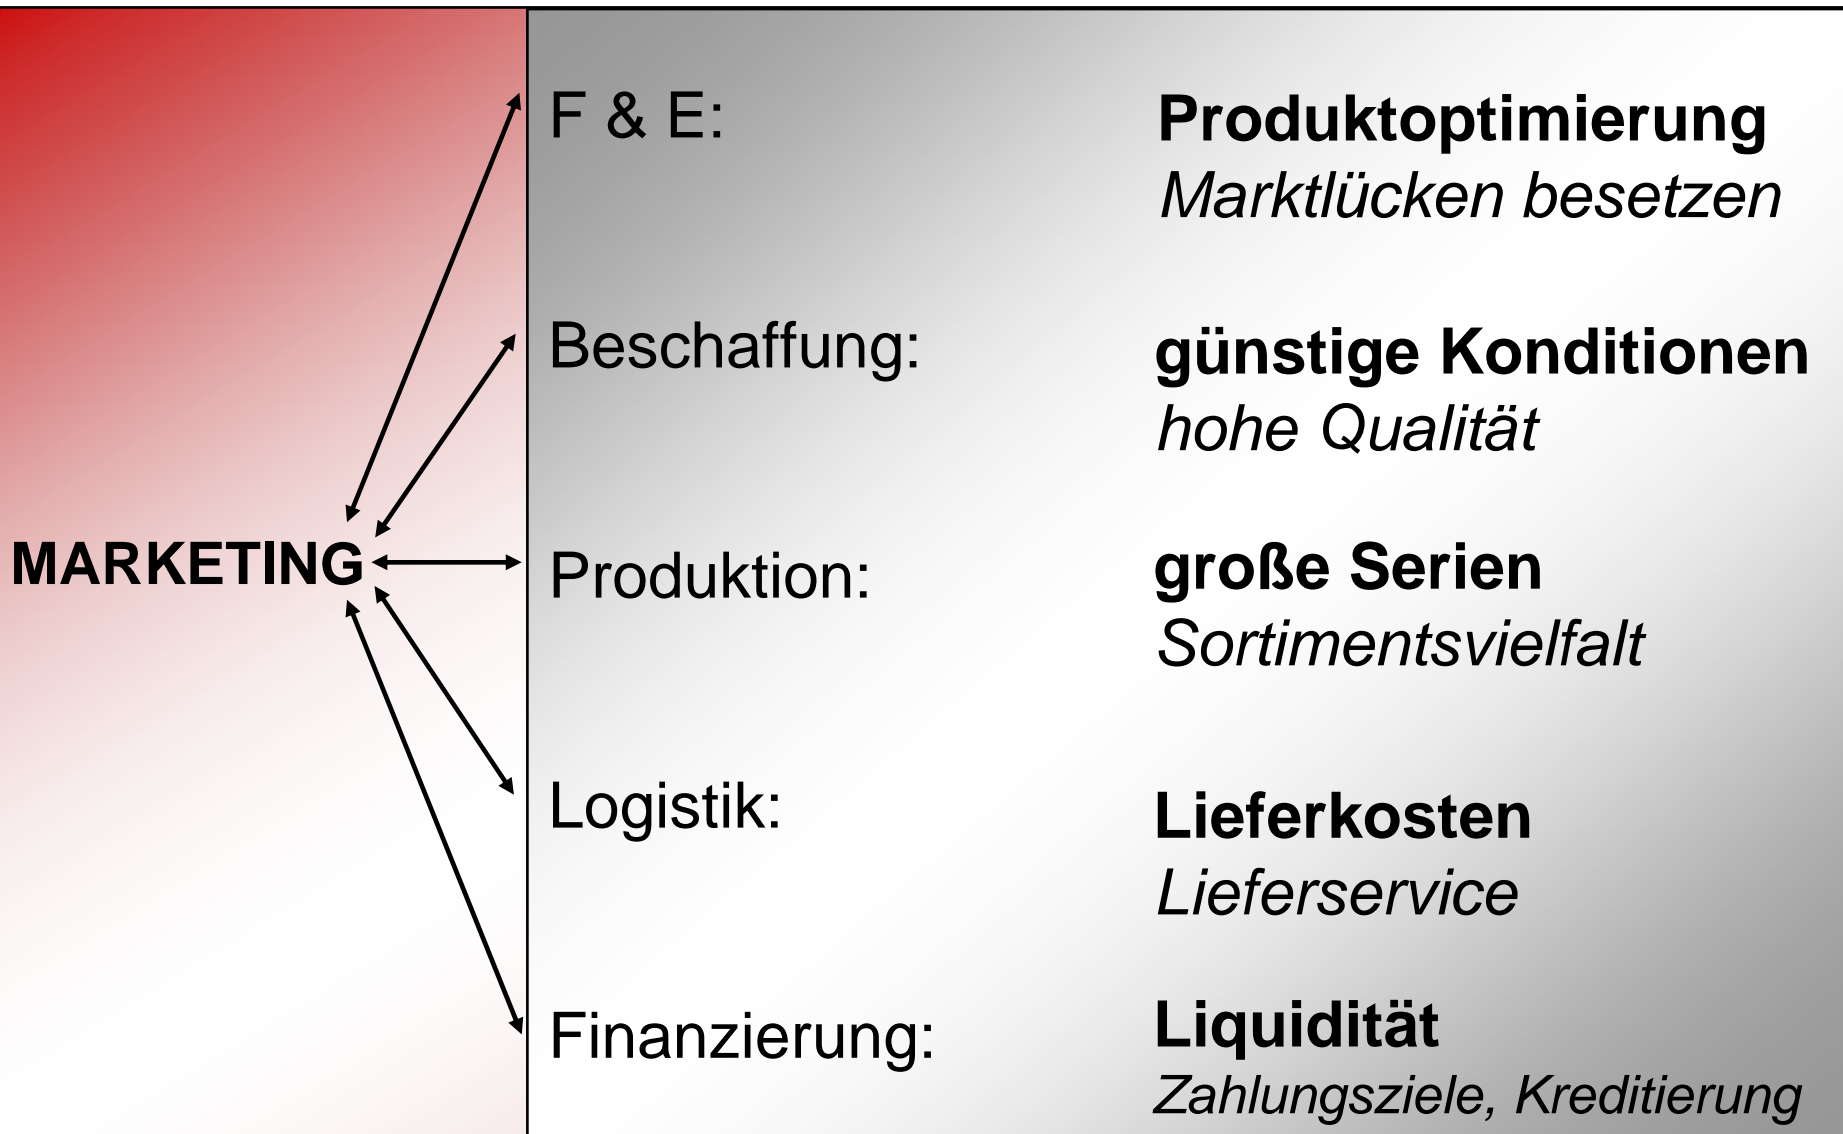 F & E:
Produktoptimierung
Marktlücken besetzen
Beschaffung:
günstige Konditionen
hohe Qualität
MARKETING
Produktion:
große Serien
Sortimentsvielfalt
Logistik:
Lieferkosten
Lieferservice
Finanzierung:
Liquidität
Zahlungsziele, Kreditierung